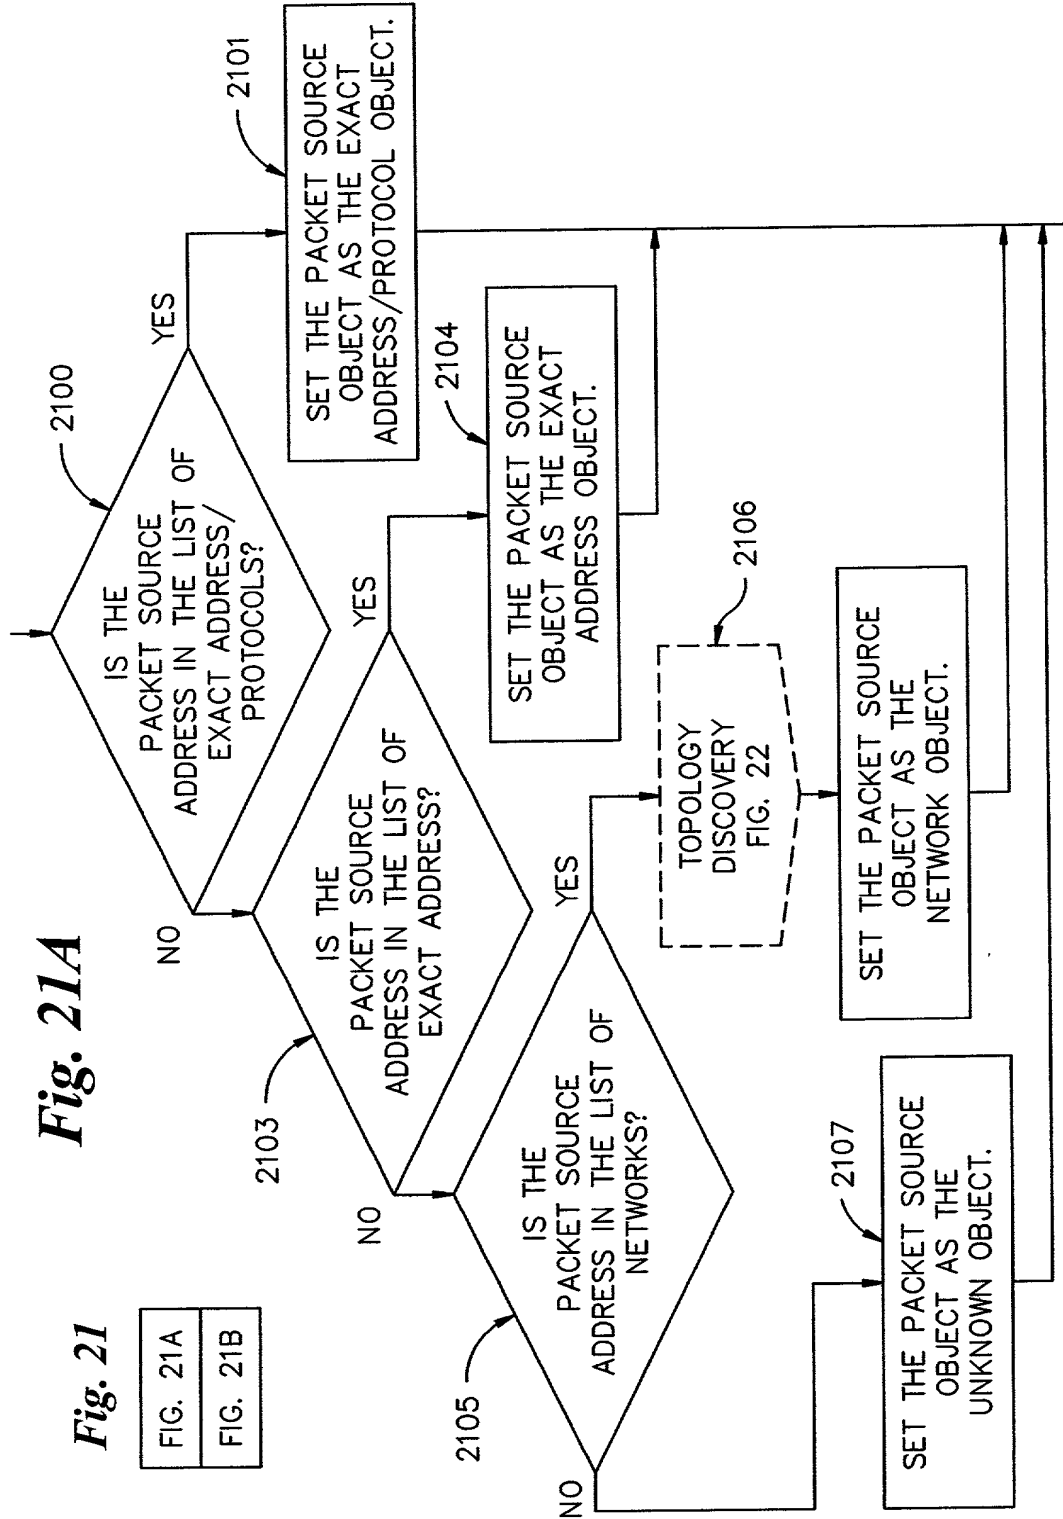 Fig. 21
FIG. 21A
FIG. 21B
Fig. 21A
2100
IS THE
PACKET SOURCE
ADDRESS IN THE LIST OF
EXACT ADDRESS/
PROTOCOLS?
YES
NO
2101
SET THE PACKET SOURCE
OBJECT AS THE EXACT
ADDRESS/PROTOCOL OBJECT.
2103
IS THE
PACKET SOURCE
ADDRESS IN THE LIST OF
EXACT ADDRESS?
YES
NO
2104
SET THE PACKET SOURCE
OBJECT AS THE EXACT
ADDRESS OBJECT.
2105
IS THE
PACKET SOURCE
ADDRESS IN THE LIST OF
NETWORKS?
YES
NO
2106
TOPOLOGY
DISCOVERY
FIG. 22
SET THE PACKET SOURCE
OBJECT AS THE
NETWORK OBJECT.
2107
SET THE PACKET SOURCE
OBJECT AS THE
UNKNOWN OBJECT.